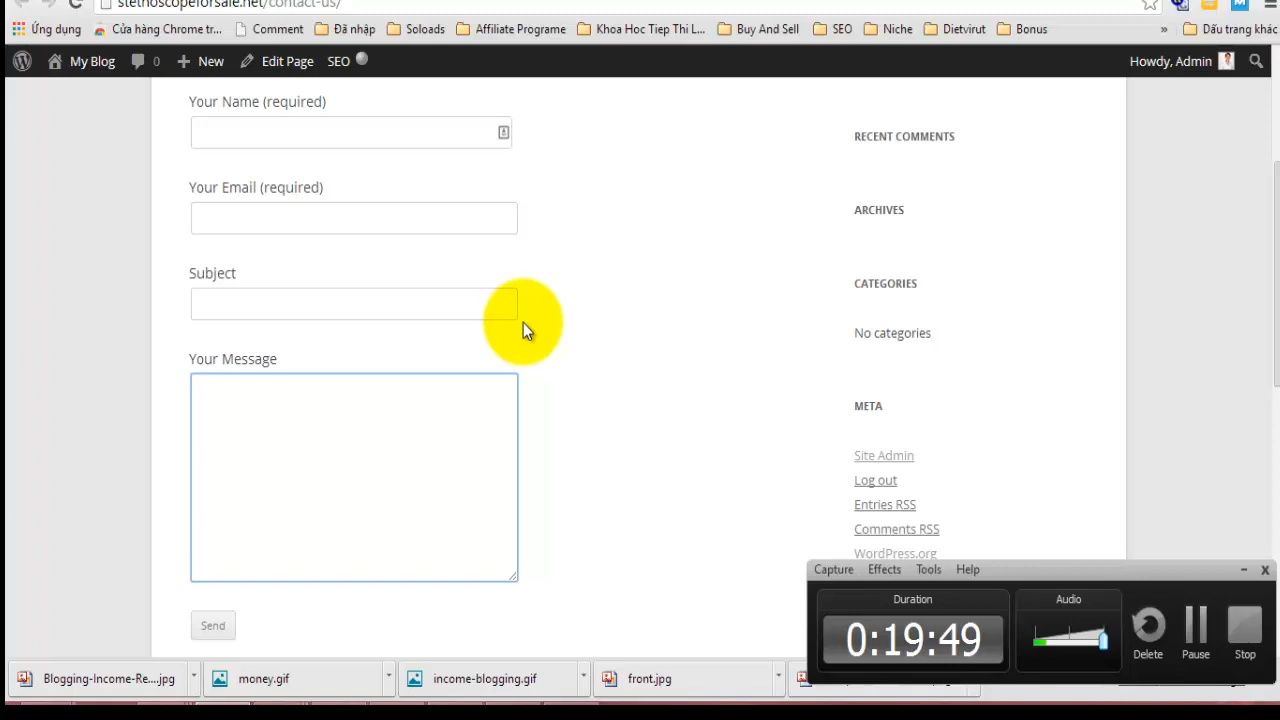 stethoscopeforsale.net/contact-us/
Ứng dụng Cửa hàng Chrome tr... Comment Đã nhập Soloads Affiliate Programe Khoa Hoc Tiep Thi L... Buy And Sell SEO Niche Dietvirut Bonus » Dấu trang khác
My Blog 0 New Edit Page SEO Howdy, Admin
Your Name (required)
RECENT COMMENTS
Your Email (required)
ARCHIVES
Subject
CATEGORIES
No categories
Your Message
META
Site Admin
Log out
Entries RSS
Comments RSS
WordPress.org
Capture Effects Tools Help
Duration Audio
0:19:49
Delete Pause Stop
Send
Blogging-Income-Re....jpg money.gif income-blogging.gif front.jpg